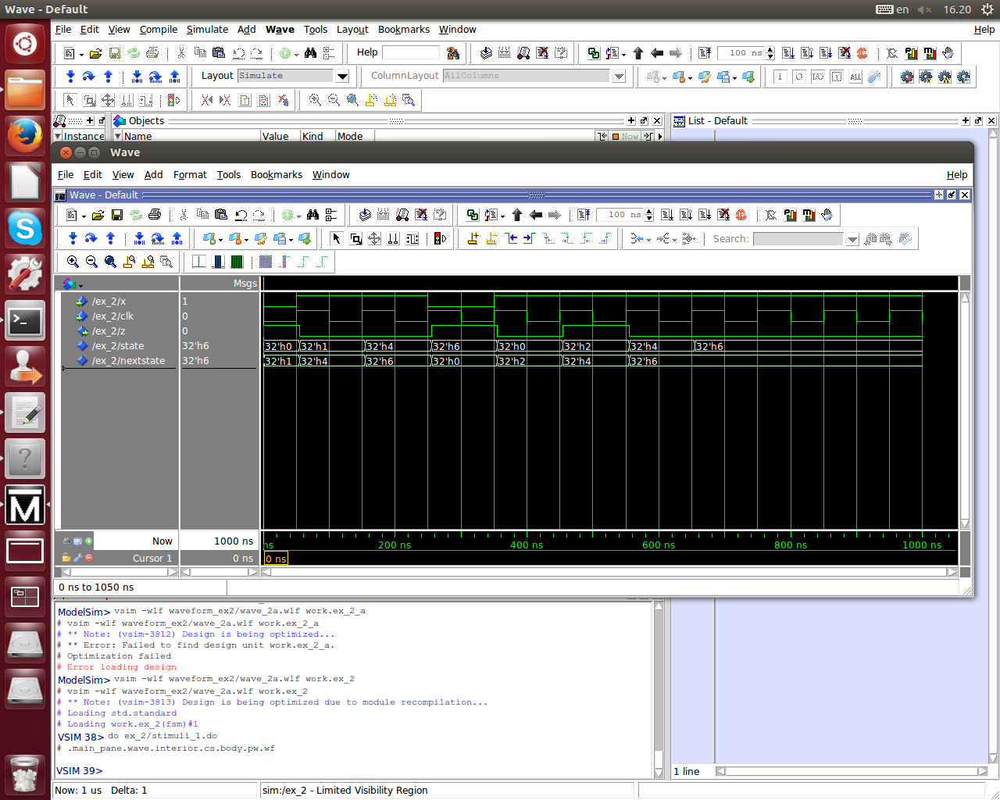 Wave - Default
en
16.20
File Edit View Compile Simulate Add Wave Tools Layout Bookmarks Window Help
Help
100 ns
Layout Simulate
ColumnLayout AllColumns
Objects
List - Default
Instance
Name Value Kind Mode
Now
Wave
File Edit View Add Format Tools Bookmarks Window Help
Wave - Default
100 ns
Search:
Msgs
/ex_2/x 1
/ex_2/clk 0
/ex_2/z 0
/ex_2/state 32'h6 32'h0 32'h1 32'h4 32'h6 32'h0 32'h2 32'h4 32'h6
/ex_2/nextstate 32'h6 32'h1 32'h4 32'h6 32'h0 32'h2 32'h4 32'h6
Now 1000 ns
ns 200 ns 400 ns 600 ns 800 ns 1000 ns
Cursor 1 0 ns
0 ns
0 ns to 1050 ns
ModelSim> vsim -wlf waveform_ex2/wave_2a.wlf work.ex_2_a
# vsim -wlf waveform_ex2/wave_2a.wlf work.ex_2_a
# ** Note: (vsim-3812) Design is being optimized...
# ** Error: Failed to find design unit work.ex_2_a.
# Optimization failed
# Error loading design
ModelSim> vsim -wlf waveform_ex2/wave_2a.wlf work.ex_2
# vsim -wlf waveform_ex2/wave_2a.wlf work.ex_2
# ** Note: (vsim-3813) Design is being optimized due to module recompilation...
# Loading std.standard
# Loading work.ex_2(fsm)#1
VSIM 38> do ex_2/stimuli_1.do
# .main_pane.wave.interior.cs.body.pw.wf
VSIM 39>
1 line
Now: 1 us Delta: 1
sim:/ex_2 - Limited Visibility Region